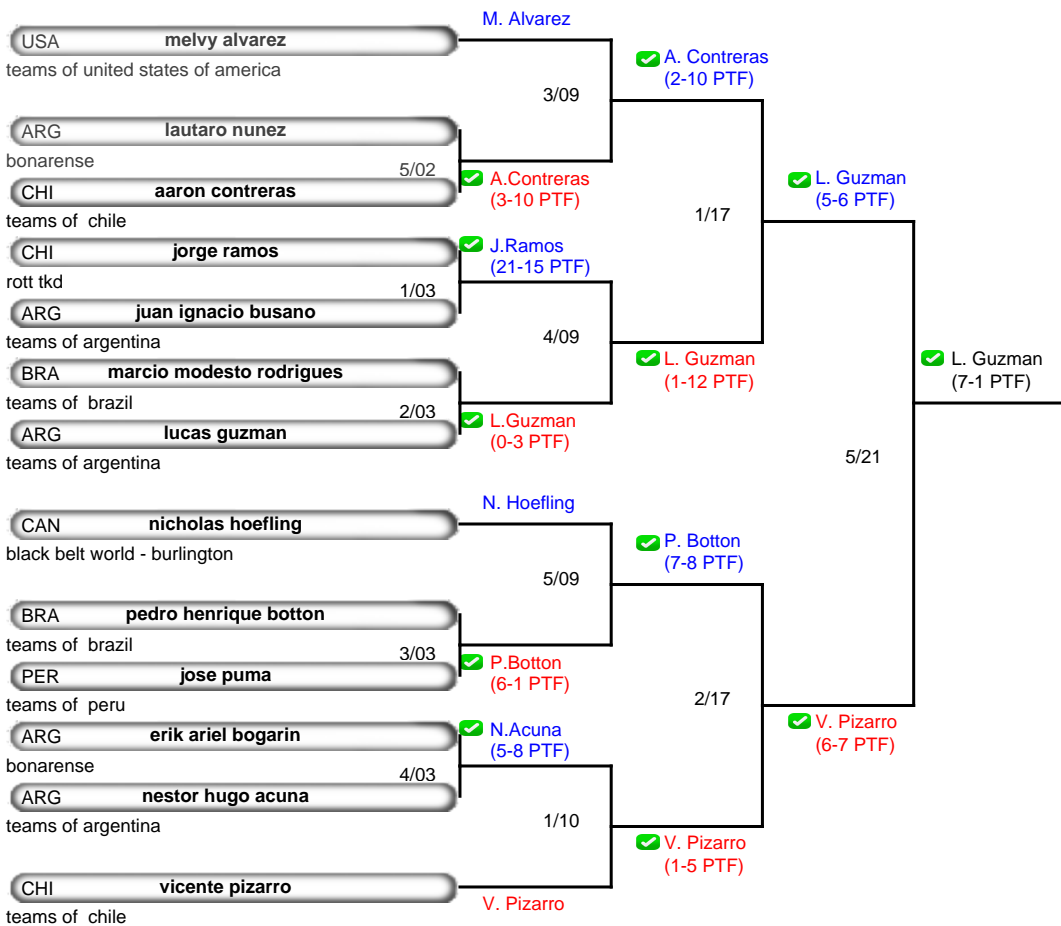 M. Alvarez
USA melvy alvarez
teams of united states of america
A. Contreras
(2-10 PTF)
3/09
ARG lautaro nunez
bonarense
5/02
A.Contreras
(3-10 PTF)
CHI aaron contreras
teams of chile
L. Guzman
(5-6 PTF)
1/17
CHI jorge ramos
rott tkd
J.Ramos
(21-15 PTF)
1/03
ARG juan ignacio busano
teams of argentina
4/09
L. Guzman
(1-12 PTF)
L. Guzman
(7-1 PTF)
BRA marcio modesto rodrigues
teams of brazil
2/03
L.Guzman
(0-3 PTF)
ARG lucas guzman
teams of argentina
5/21
N. Hoefling
CAN nicholas hoefling
black belt world - burlington
P. Botton
(7-8 PTF)
5/09
BRA pedro henrique botton
teams of brazil
3/03
P.Botton
(6-1 PTF)
PER jose puma
teams of peru
2/17
V. Pizarro
(6-7 PTF)
ARG erik ariel bogarin
bonarense
N.Acuna
(5-8 PTF)
4/03
ARG nestor hugo acuna
teams of argentina
1/10
V. Pizarro
(1-5 PTF)
CHI vicente pizarro
teams of chile
V. Pizarro